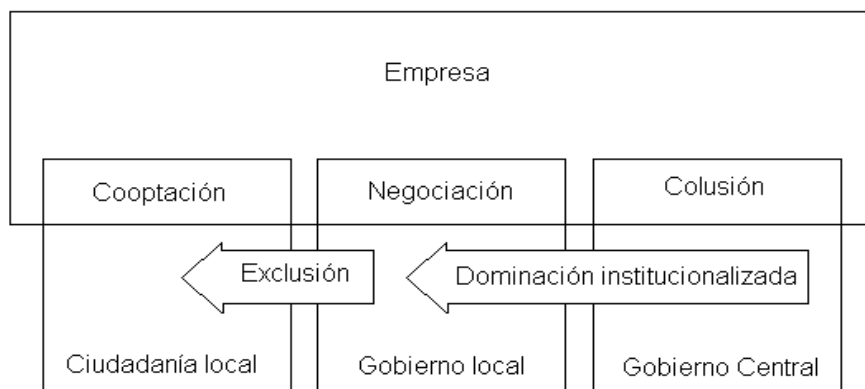 Empresa
Cooptación
Negociación
Colusión
Exclusión
Dominación institucionalizada
Ciudadanía local
Gobierno local
Gobierno Central